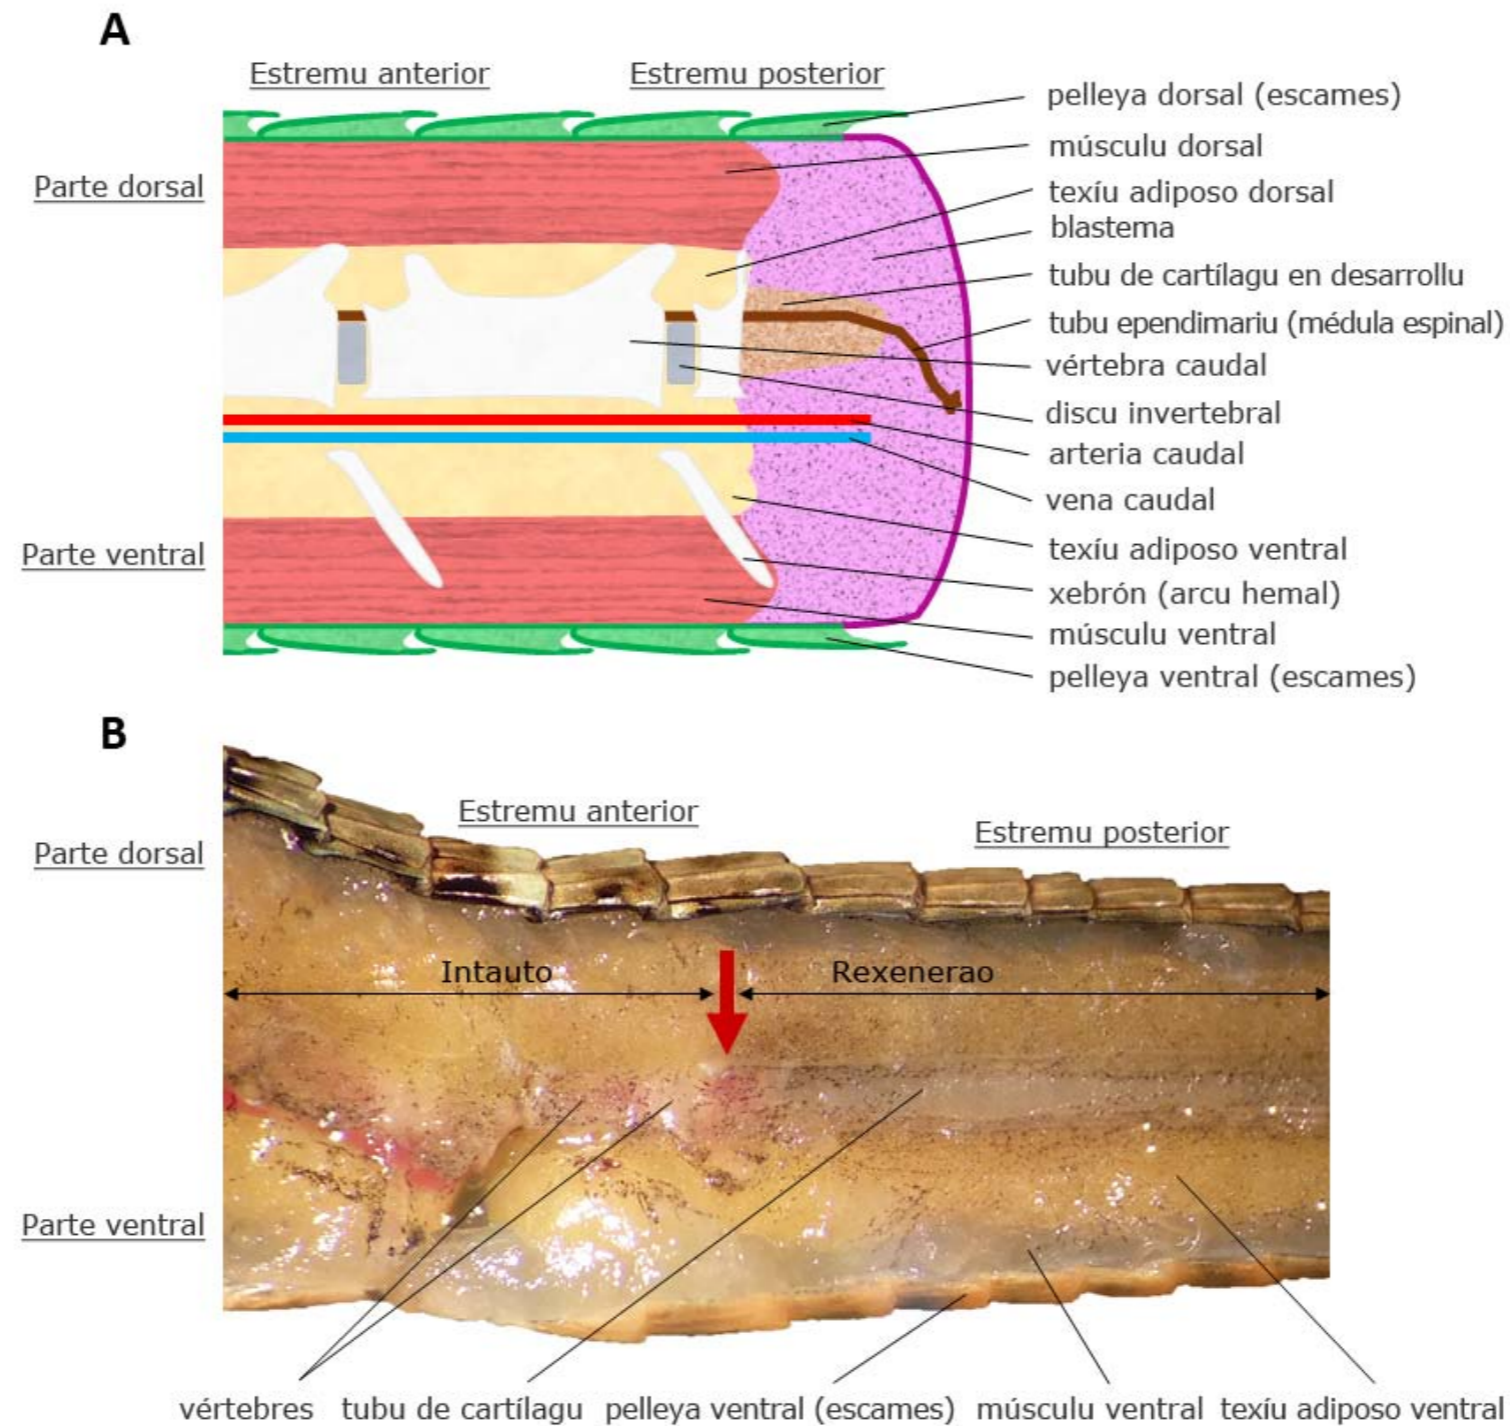 A
Estremu anterior
Estremu posterior
pelleya dorsal (escames)
músculu dorsal
Parte dorsal
texíu adiposo dorsal
blastema
tubu de cartílagu en desarrollu
tubu ependimariu (médula espinal)
vértebra caudal
discu invertebral
arteria caudal
vena caudal
Parte ventral
texíu adiposo ventral
xebrón (arcu hemal)
músculu ventral
pelleya ventral (escames)
B
Estremu anterior
Estremu posterior
Parte dorsal
Intauto
Rexenerao
Parte ventral
vértebres
tubu de cartílagu
pelleya ventral (escames)
músculu ventral
texíu adiposo ventral